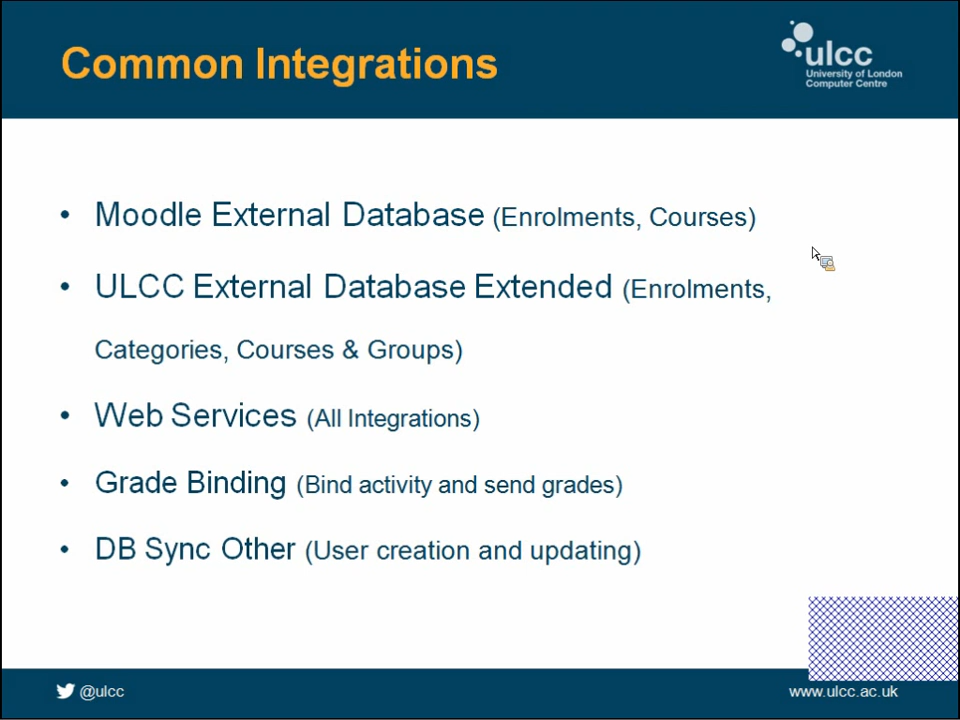 Common Integrations
ulcc
University of London
Computer Centre
• Moodle External Database (Enrolments, Courses)
• ULCC External Database Extended (Enrolments,
Categories, Courses & Groups)
• Web Services (All Integrations)
• Grade Binding (Bind activity and send grades)
• DB Sync Other (User creation and updating)
@ulcc
www.ulcc.ac.uk